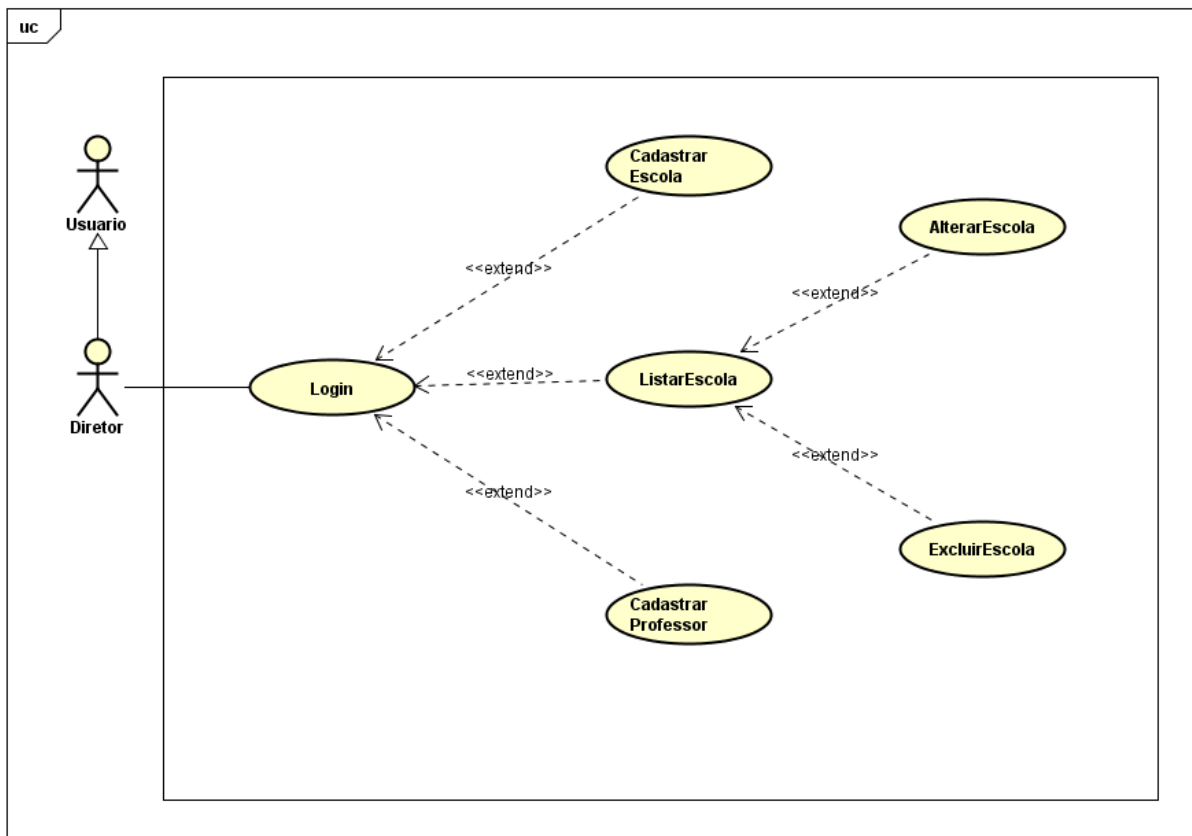 uc
Cadastrar
Escola
Usuario
AlterarEscola
<<extend>>
<<extend>>
Diretor
Login
<<extend>>
ListarEscola
<<extend>>
<<extend>>
ExcluirEscola
Cadastrar
Professor